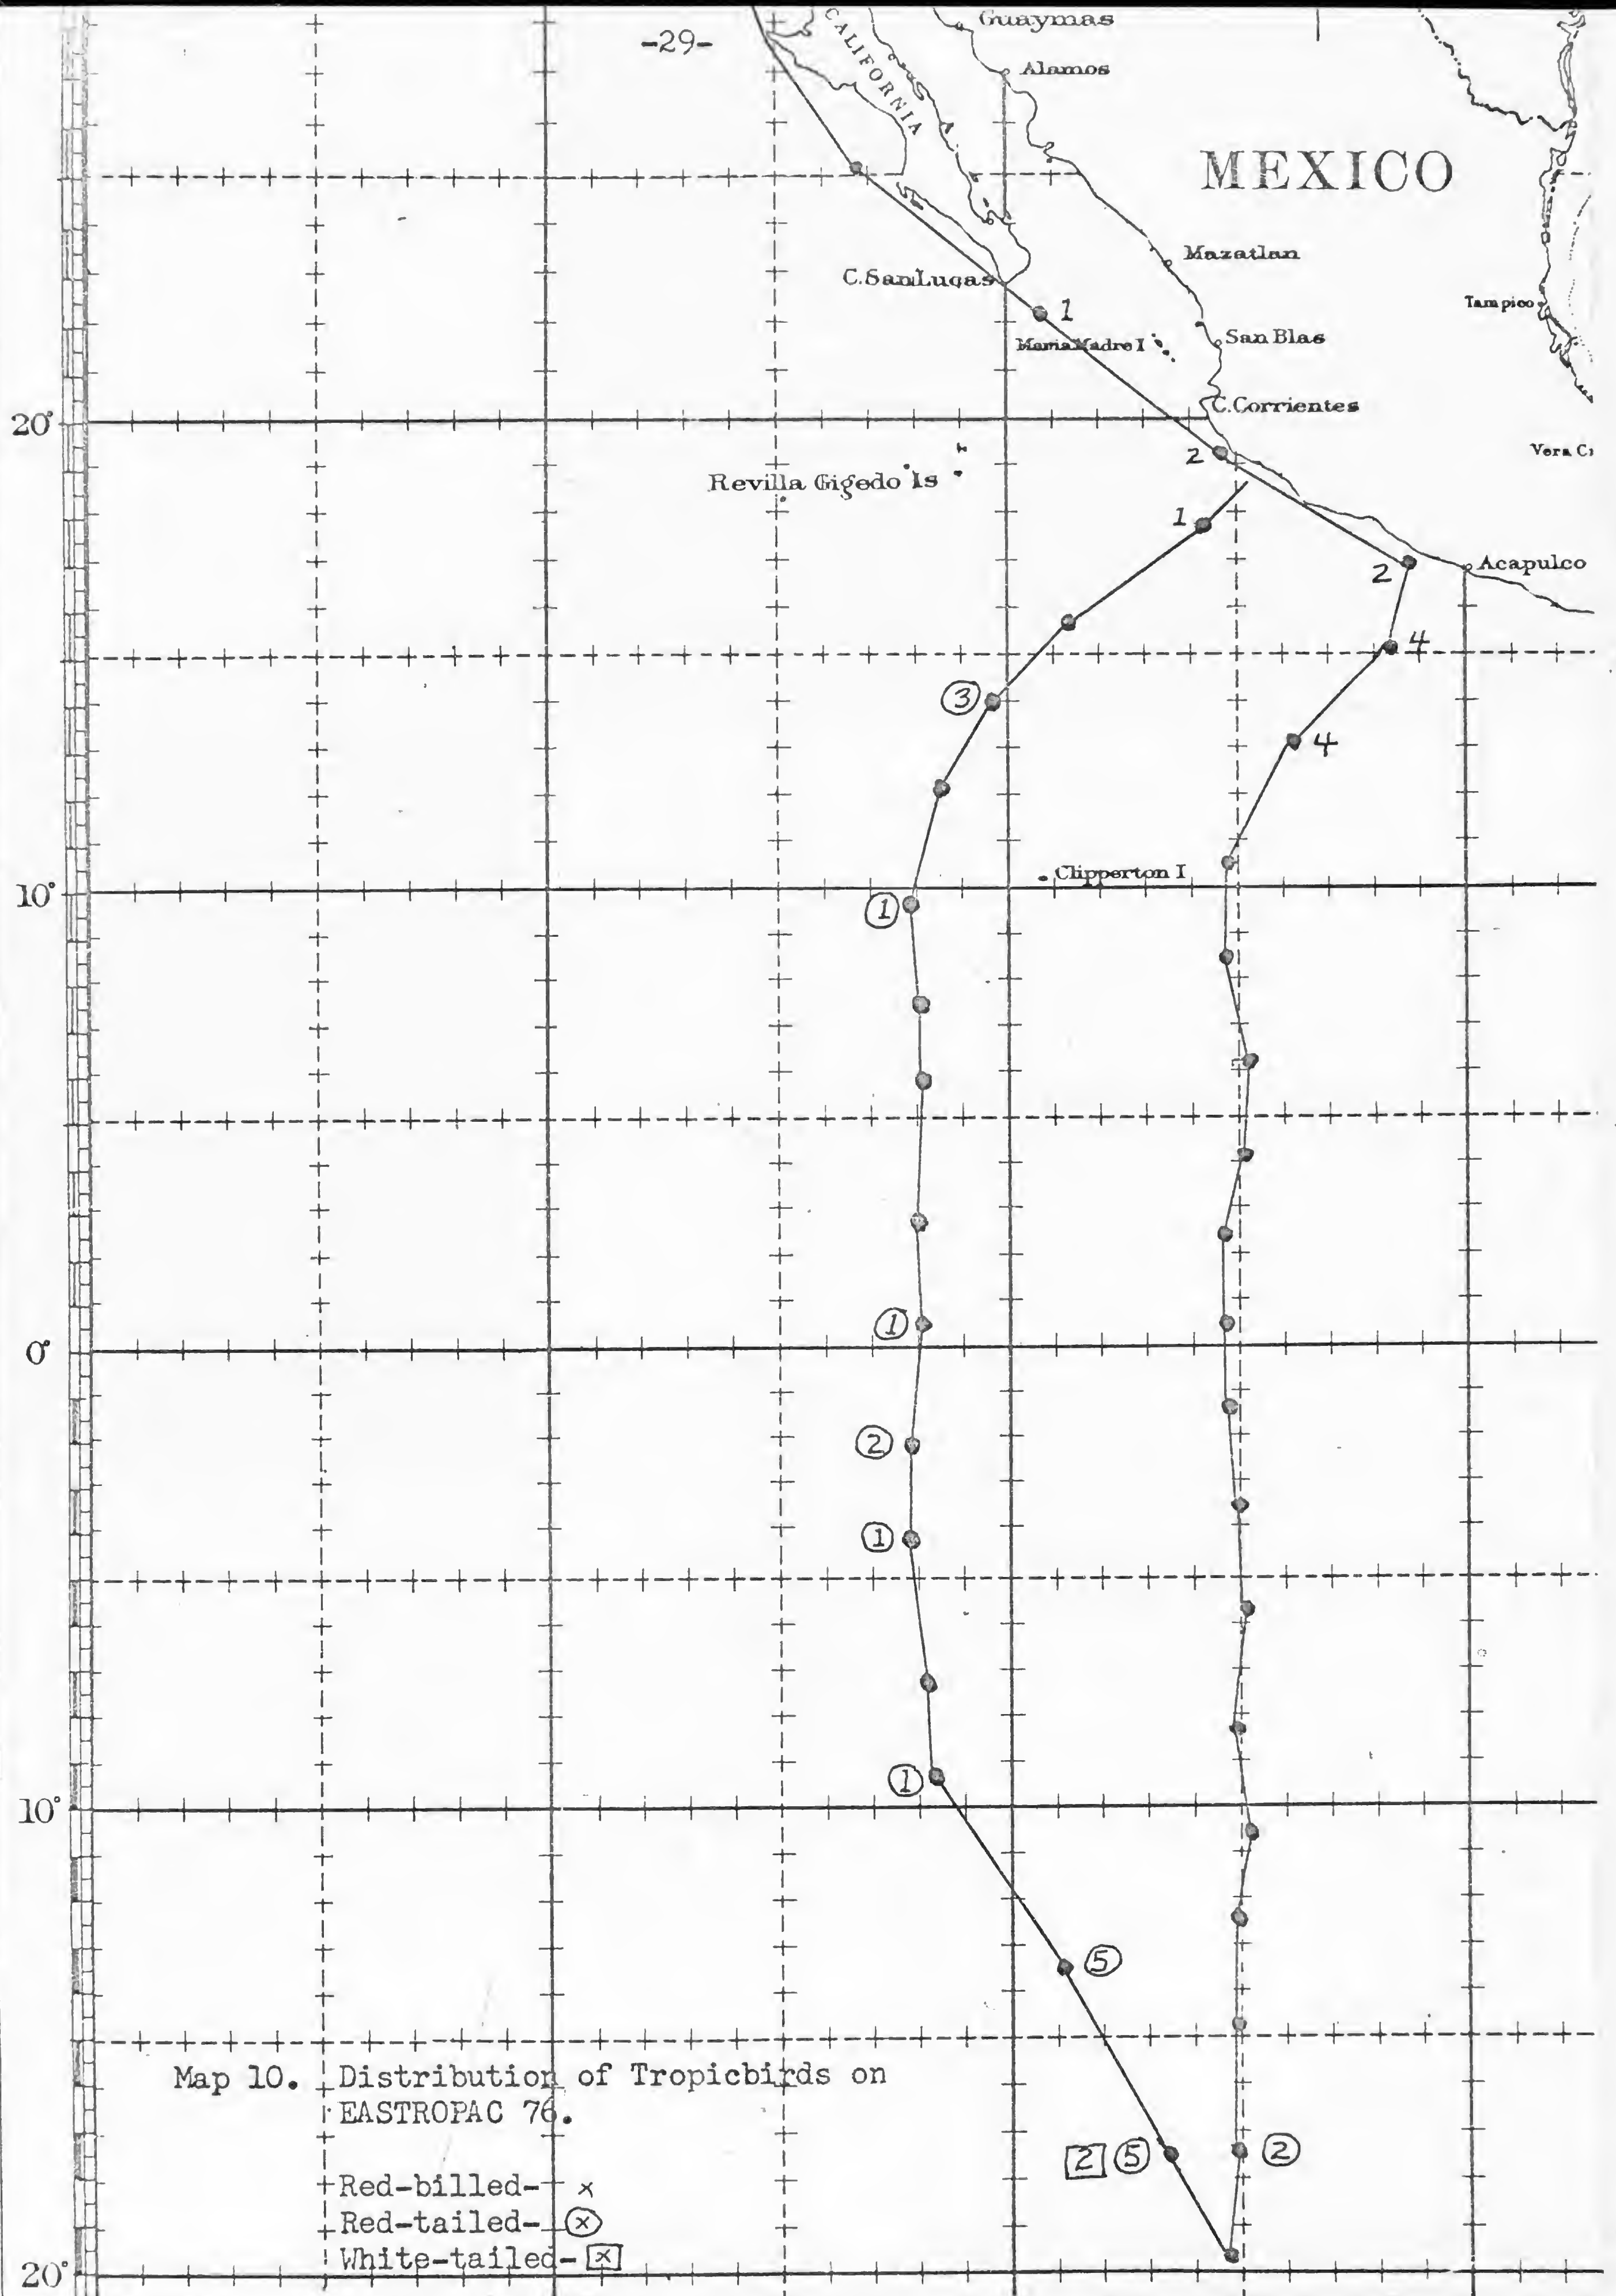 -29-
Guaymas
CALIFORNIA
Alamos
MEXICO
Mazatlan
C. San Lucas
1
Tampico
Maria Madre I
San Blas
C. Corrientes
20°
2
Vera C
Revilla Gigedo Is
1
2
Acapulco
4
3
4
Clipperton I
10°
1
1
0°
2
1
1
10°
5
Map 10. Distribution of Tropicbirds on
EASTROPAC 76.
2 5
2
Red-billed- x
Red-tailed- x
White-tailed- x
20°